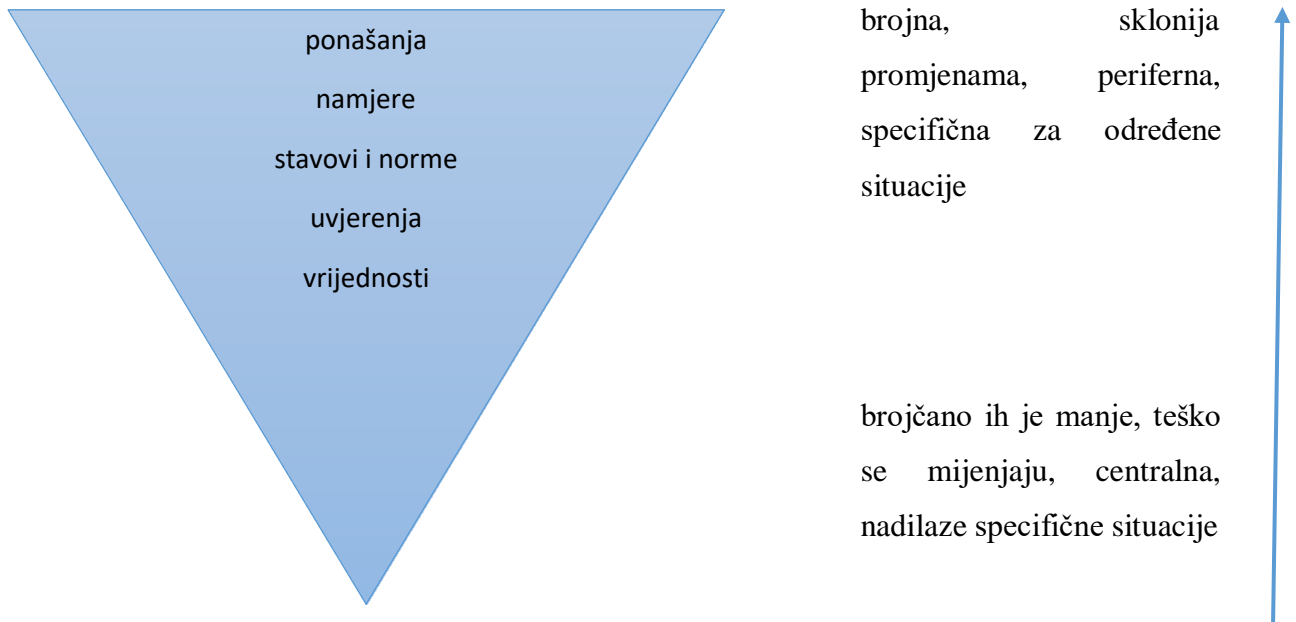 ponašanja
namjere
stavovi i norme
uvjerenja
vrijednosti
brojna, sklonija
promjenama, periferna,
specifična za određene
situacije
brojčano ih je manje, teško
se mijenjaju, centralna,
nadilaze specifične situacije